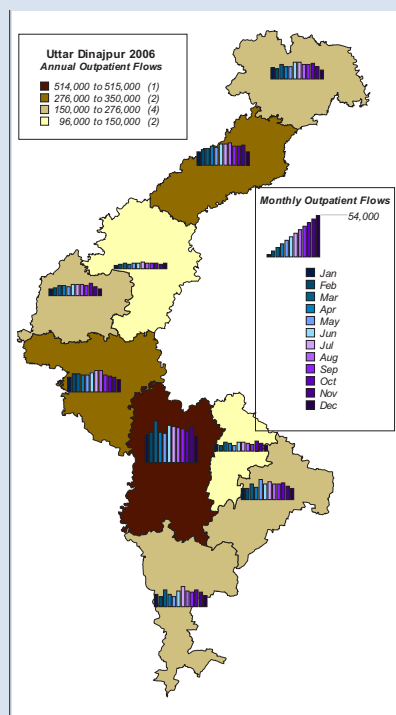 Uttar Dinajpur 2006
Annual Outpatient Flows
514,000 to 515,000 (1)
276,000 to 350,000 (2)
150,000 to 276,000 (4)
96,000 to 150,000 (2)
Monthly Outpatient Flows
54,000
Jan
Feb
Mar
Apr
May
Jun
Jul
Aug
Sep
Oct
Nov
Dec